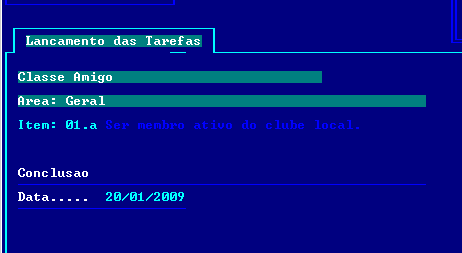 Lancamento das Tarefas
Classe Amigo
Area: Geral
Item: 01.a Ser membro ativo do clube local.
Conclusao
Data..... 20/01/2009